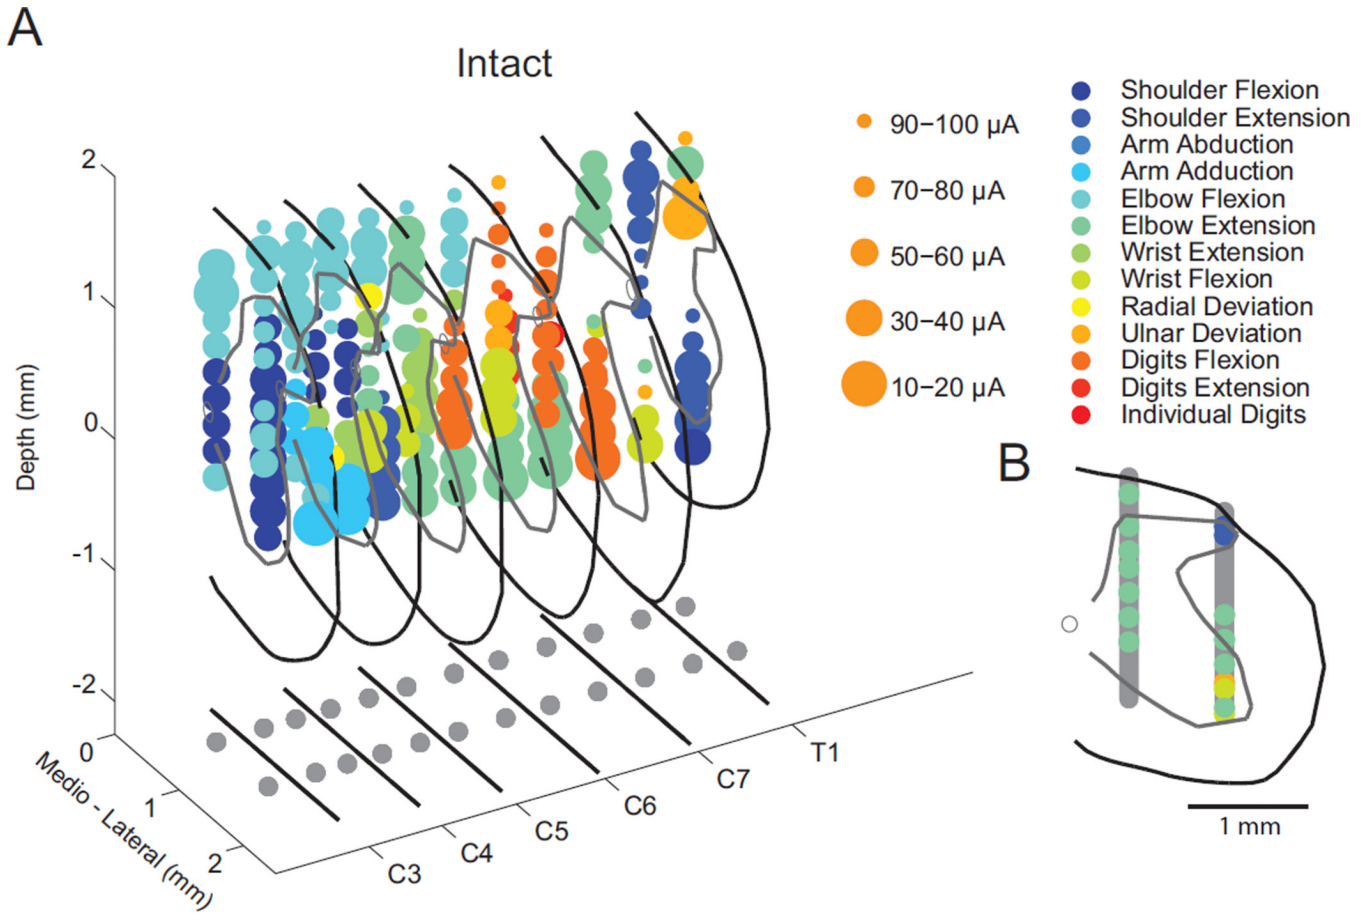 A
Intact
90−100 µA
70−80 µA
50−60 µA
30−40 µA
10−20 µA
Shoulder Flexion
Shoulder Extension
Arm Abduction
Arm Adduction
Elbow Flexion
Elbow Extension
Wrist Extension
Wrist Flexion
Radial Deviation
Ulnar Deviation
Digits Flexion
Digits Extension
Individual Digits
2
1
0
-1
-2
Depth (mm)
0
1
2
Medio - Lateral (mm)
C3
C4
C5
C6
C7
T1
B
1 mm